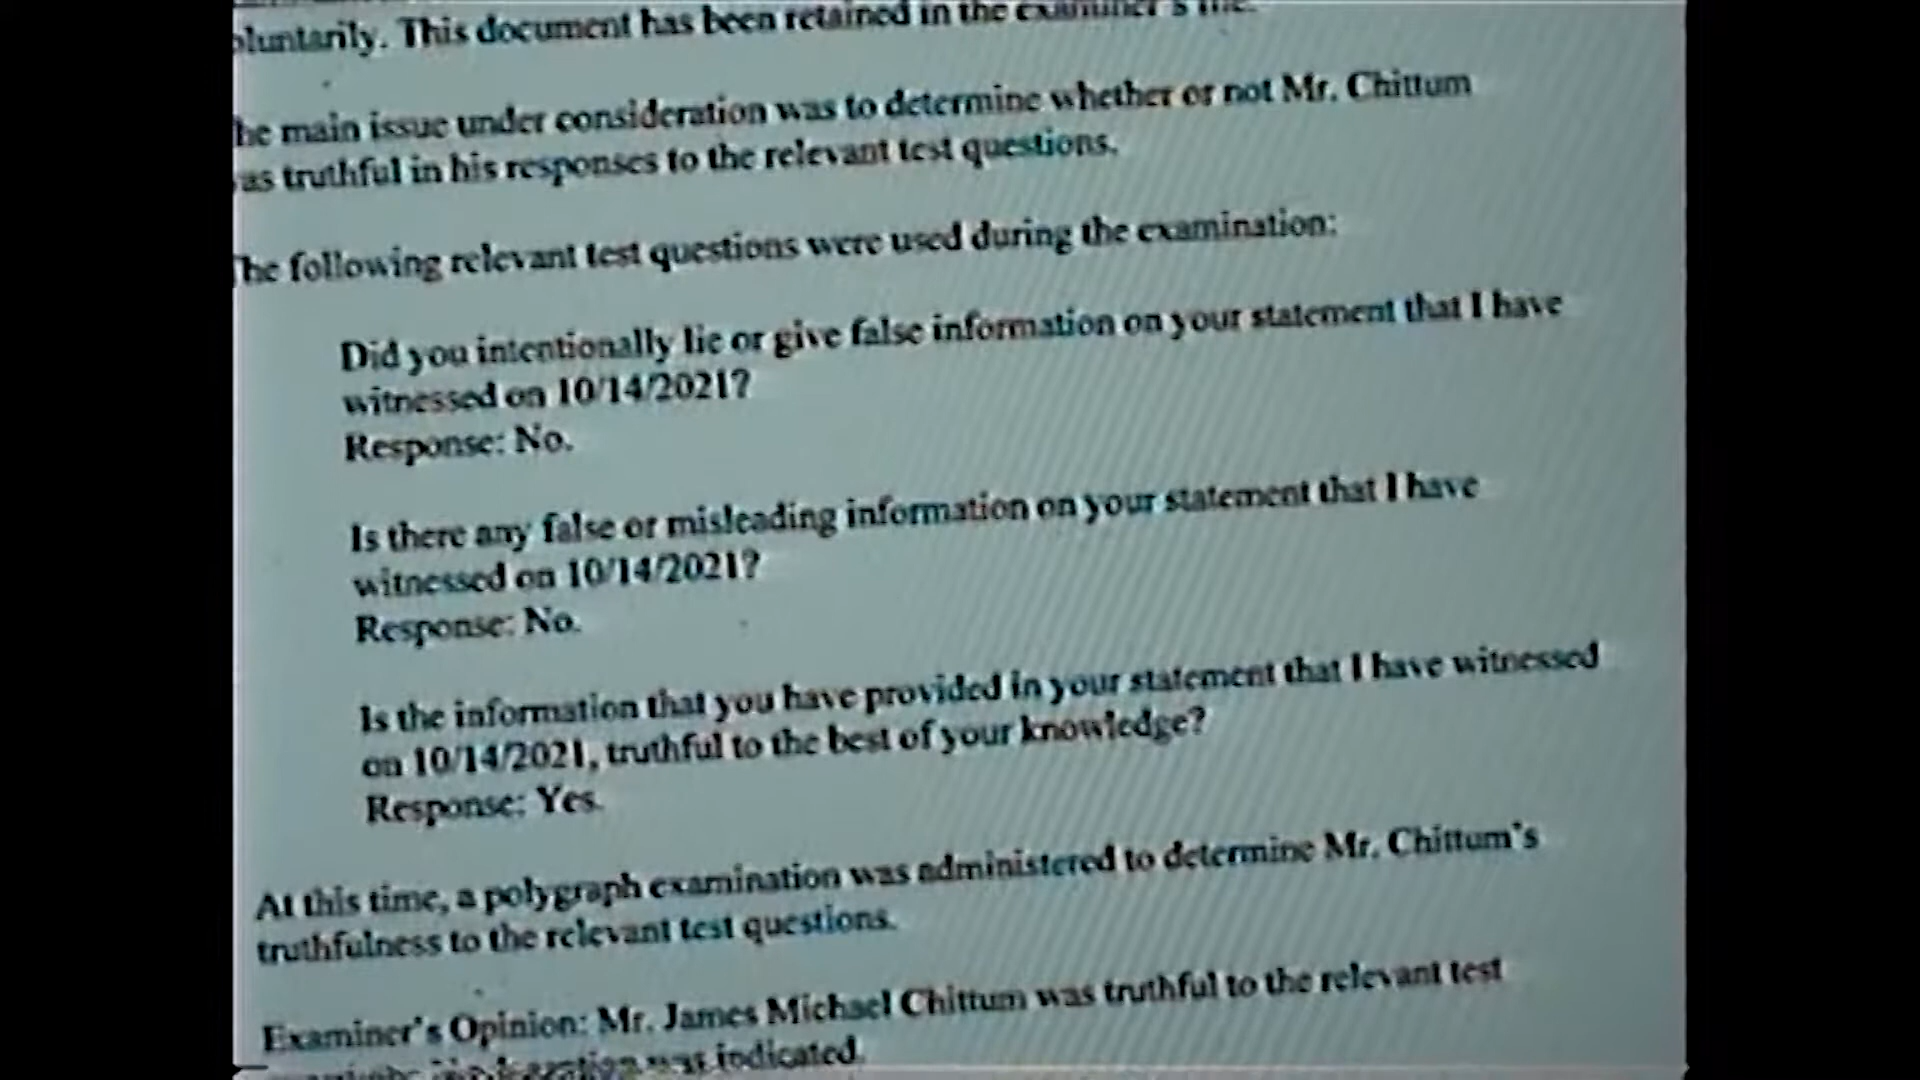 oluntarily. This document has been retained in the examiner's file.
he main issue under consideration was to determine whether or not Mr. Chittum
as truthful in his responses to the relevant test questions.
The following relevant test questions were used during the examination:
Did you intentionally lie or give false information on your statement that I have
witnessed on 10/14/2021?
Response: No.
Is there any false or misleading information on your statement that I have
witnessed on 10/14/2021?
Response: No.
Is the information that you have provided in your statement that I have witnessed
on 10/14/2021, truthful to the best of your knowledge?
Response: Yes.
At this time, a polygraph examination was administered to determine Mr. Chittum's
truthfulness to the relevant test questions.
Examiner's Opinion: Mr. James Michael Chittum was truthful to the relevant test
was indicated.